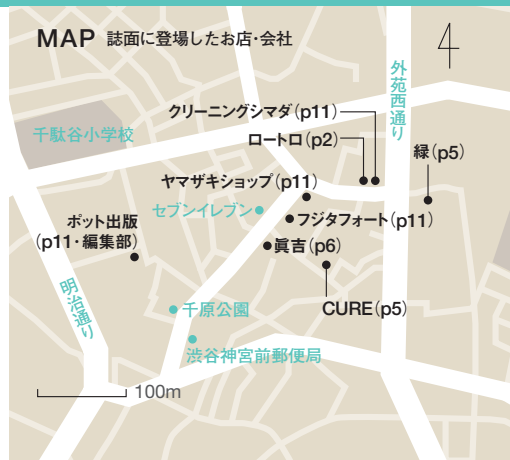 MAP 誌面に登場したお店・会社
外苑西通り
クリーニングシマダ(p11)
千駄谷小学校
ロートロ(p2)
緑(p5)
ヤマザキショップ(p11)
セブンイレブン
フジタフォート(p11)
ポット出版
(p11・編集部)
眞吉(p6)
明治通り
千原公園
CURE(p5)
渋谷神宮前郵便局
100m